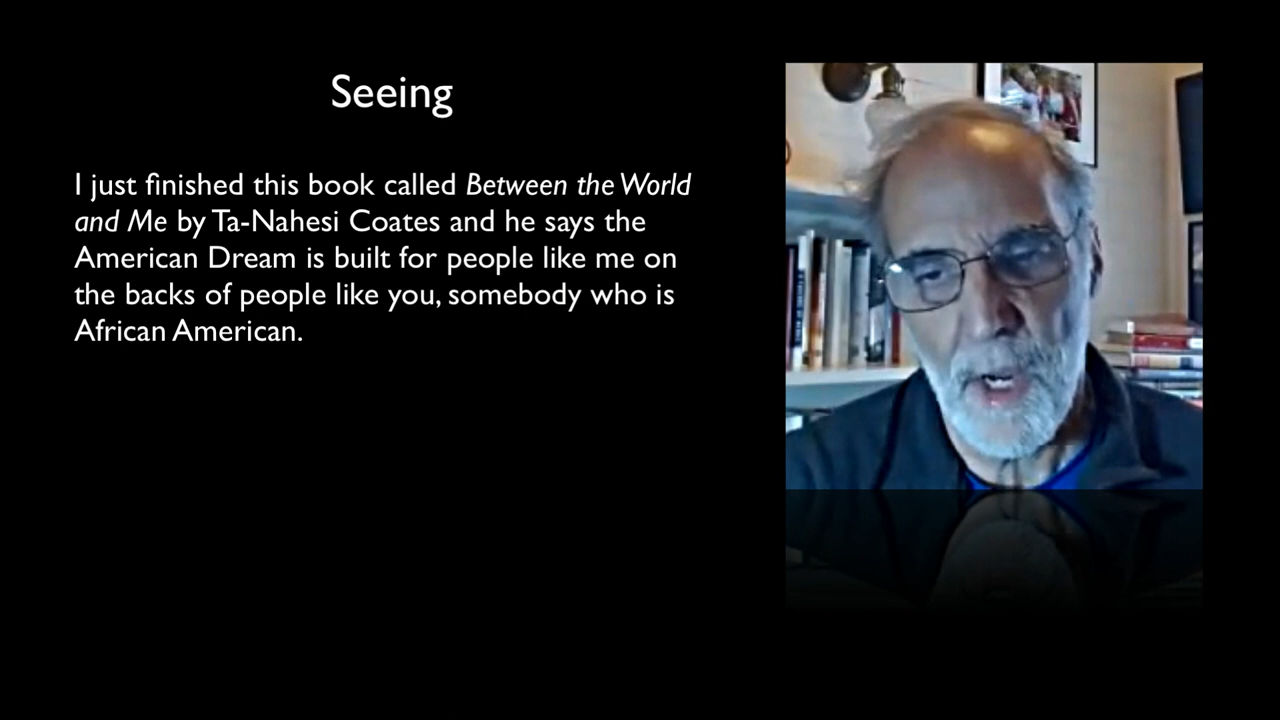 Seeing
I just finished this book called Between the World
and Me by Ta-Nahesi Coates and he says the
American Dream is built for people like me on
the backs of people like you, somebody who is
African American.